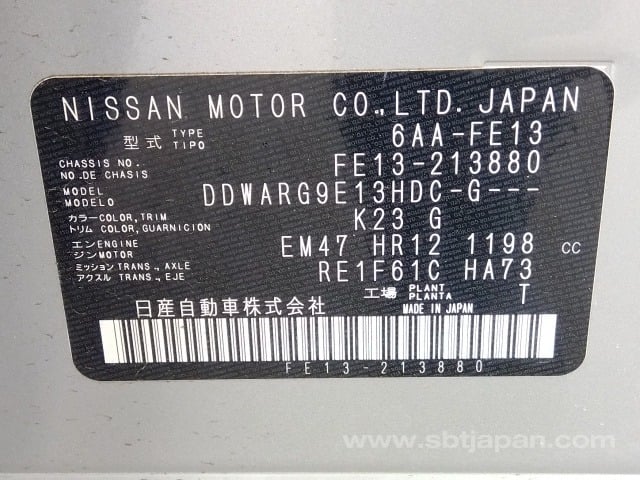 NISSAN MOTOR CO.,LTD. JAPAN
型式 TYPE TIPO 6AA-FE13
CHASSIS NO. NO.DE CHASIS FE13-213880
MODEL MODELO DDWARG9E13HDC-G---
カラー COLOR,TRIM トリム COLOR,GUARNICION K23 G
エンジン ENGINE MOTOR EM47 HR12 1198 CC
ミッション TRANS.,AXLE アクスル TRANS.,EJE RE1F61C HA73
工場 PLANT PLANTA T
日産自動車株式会社 MADE IN JAPAN
FE13-213880
www.sbtjapan.com